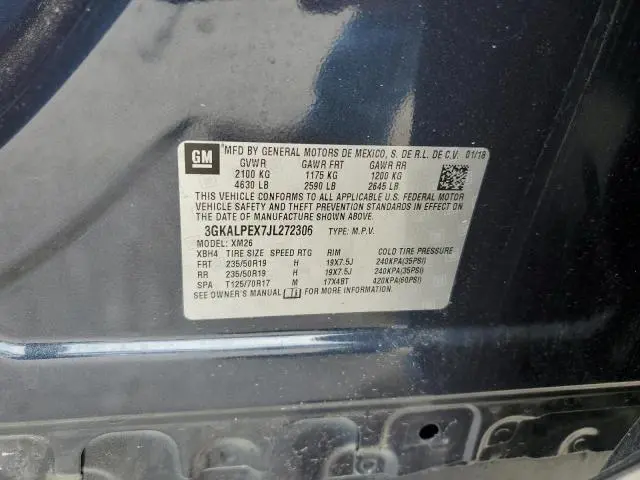 GM
MFD BY GENERAL MOTORS DE MEXICO, S. DE R.L. DE C.V. 01/18
GVWR GAWR FRT GAWR RR
2100 KG 1175 KG 1200 KG
4630 LB 2590 LB 2645 LB
THIS VEHICLE CONFORMS TO ALL APPLICABLE U.S. FEDERAL MOTOR
VEHICLE SAFETY, BUMPER, AND THEFT PREVENTION STANDARDS IN
EFFECT ON THE DATE OF MANUFACTURE SHOWN ABOVE.
3GKALPEX7JL272306 TYPE: M.P.V.
MODEL: XM26
XBH4 TIRE SIZE SPEED RTG RIM COLD TIRE PRESSURE
FRT 235/50R19 H 19X7.5J 240KPA(35PSI)
RR 235/50R19 H 19X7.5J 240KPA(35PSI)
SPA T125/70R17 M 17X4BT 420KPA(60PSI)
SEE OWNER'S MANUAL FOR MORE INFORMATION.